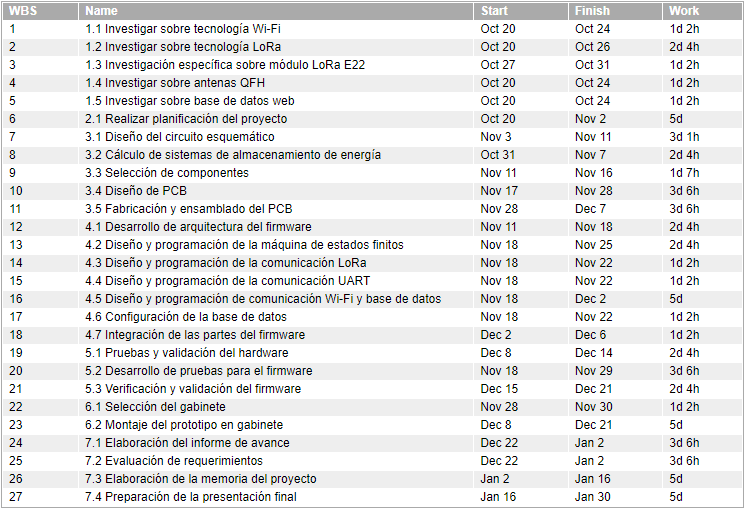 WBS Name Start Finish Work
1 1.1 Investigar sobre tecnología Wi-Fi Oct 20 Oct 24 1d 2h
2 1.2 Investigar sobre tecnología LoRa Oct 20 Oct 26 2d 4h
3 1.3 Investigación específica sobre módulo LoRa E22 Oct 27 Oct 31 1d 2h
4 1.4 Investigar sobre antenas QFH Oct 20 Oct 24 1d 2h
5 1.5 Investigar sobre base de datos web Oct 20 Oct 24 1d 2h
6 2.1 Realizar planificación del proyecto Oct 20 Nov 2 5d
7 3.1 Diseño del circuito esquemático Nov 3 Nov 11 3d 1h
8 3.2 Cálculo de sistemas de almacenamiento de energía Oct 31 Nov 7 2d 4h
9 3.3 Selección de componentes Nov 11 Nov 16 1d 7h
10 3.4 Diseño de PCB Nov 17 Nov 28 3d 6h
11 3.5 Fabricación y ensamblado del PCB Nov 28 Dec 7 3d 6h
12 4.1 Desarrollo de arquitectura del firmware Nov 11 Nov 18 2d 4h
13 4.2 Diseño y programación de la máquina de estados finitos Nov 18 Nov 25 2d 4h
14 4.3 Diseño y programación de la comunicación LoRa Nov 18 Nov 22 1d 2h
15 4.4 Diseño y programación de la comunicación UART Nov 18 Nov 22 1d 2h
16 4.5 Diseño y programación de comunicación Wi-Fi y base de datos Nov 18 Dec 2 5d
17 4.6 Configuración de la base de datos Nov 18 Nov 22 1d 2h
18 4.7 Integración de las partes del firmware Dec 2 Dec 6 1d 2h
19 5.1 Pruebas y validación del hardware Dec 8 Dec 14 2d 4h
20 5.2 Desarrollo de pruebas para el firmware Nov 18 Nov 29 3d 6h
21 5.3 Verificación y validación del firmware Dec 15 Dec 21 2d 4h
22 6.1 Selección del gabinete Nov 28 Nov 30 1d 2h
23 6.2 Montaje del prototipo en gabinete Dec 8 Dec 21 5d
24 7.1 Elaboración del informe de avance Dec 22 Jan 2 3d 6h
25 7.2 Evaluación de requerimientos Dec 22 Jan 2 3d 6h
26 7.3 Elaboración de la memoria del proyecto Jan 2 Jan 16 5d
27 7.4 Preparación de la presentación final Jan 16 Jan 30 5d